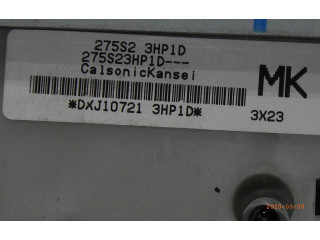 275S2 3HP1D
275S23HP1D---
CalsonicKansei
MK
*DXJ10721 3HP1D*
3X23